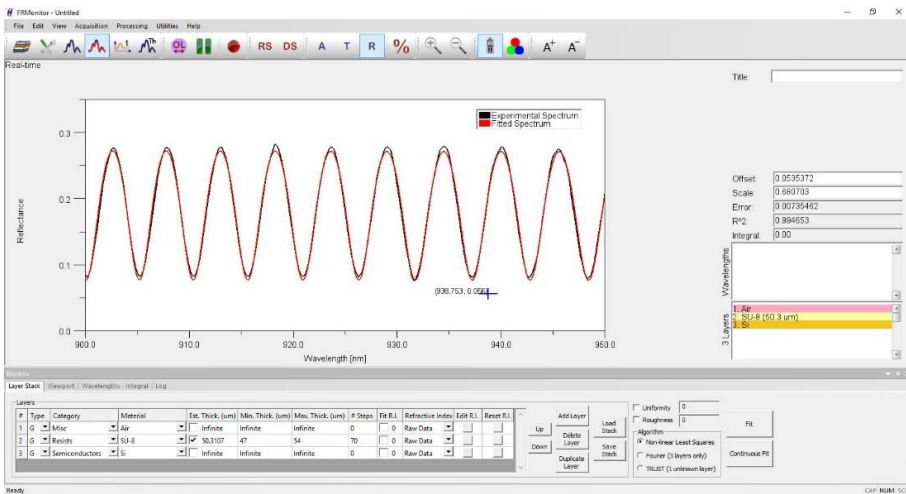 FRMonitor - Untitled
File Edit View Acquisition Processing Utilities Help
Th OL RS DS A T R % A+ A-
Real-time
Title:
Experimental Spectrum
Fitted Spectrum
0.3
0.2
0.1
0.0
Reflectance
900.0 910.0 920.0 930.0 940.0 950.0
Wavelength [nm]
Offset: 0.0535372
Scale: 0.680703
Error: 0.00735462
R^2: 0.994653
Integral: 0.00
Wavelengths
3 Layers
1. Air
2. SU-8 (50.3 um)
3. Si
Toolbox
Layer Stack Viewport Wavelengths - Integral Log
Layers
# Type Category Material Est. Thick. (um) Min. Thick. (um) Max. Thick. (um) # Steps Fit R.I. Refractive Index Edit R.I. Reset R.I.
1 G Misc Air Infinite Infinite Infinite 0 0 Raw Data
2 G Resists SU-8 50.3107 47 54 70 0 Raw Data
3 G Semiconductors Si Infinite Infinite Infinite 0 0 Raw Data
Up
Down
Add Layer
Delete Layer
Duplicate Layer
Load Stack
Save Stack
Uniformity 0
Roughness 0
Algorithm
Non-linear Least Squares
Fourier (3 layers only)
TRUST (1 unknown layer)
Fit
Continuous Fit
Ready
CAP NUM